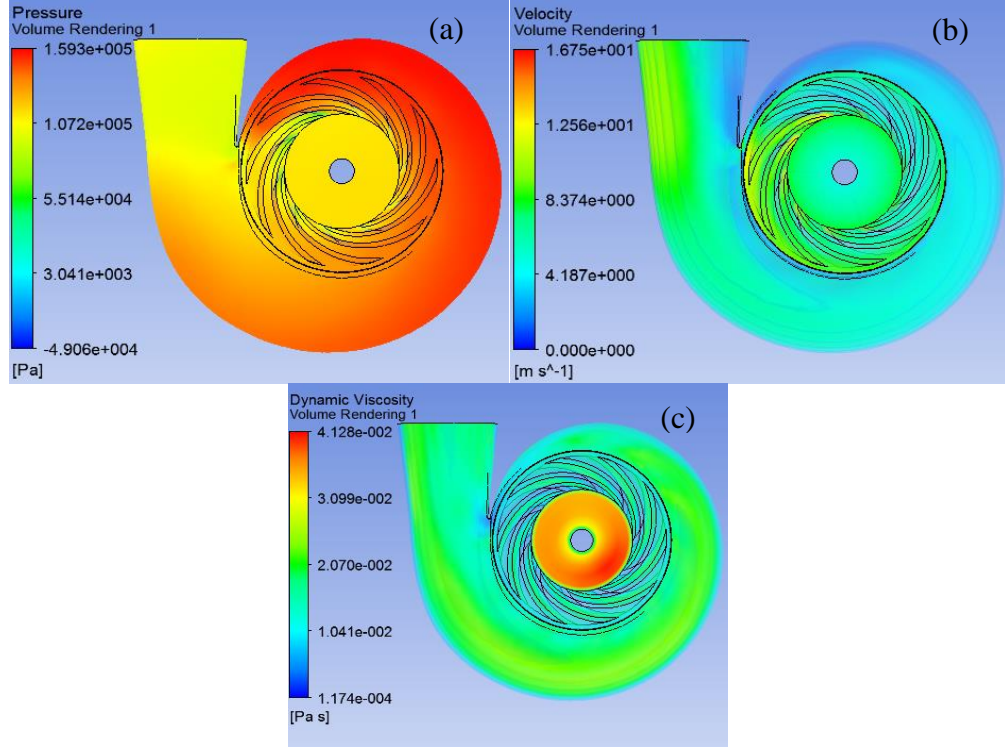 Pressure
Volume Rendering 1
(a)
1.593e+005
1.072e+005
5.514e+004
3.041e+003
-4.906e+004
[Pa]
Velocity
Volume Rendering 1
(b)
1.675e+001
1.256e+001
8.374e+000
4.187e+000
0.000e+000
[m s^-1]
Dynamic Viscosity
Volume Rendering 1
(c)
4.128e-002
3.099e-002
2.070e-002
1.041e-002
1.174e-004
[Pa s]